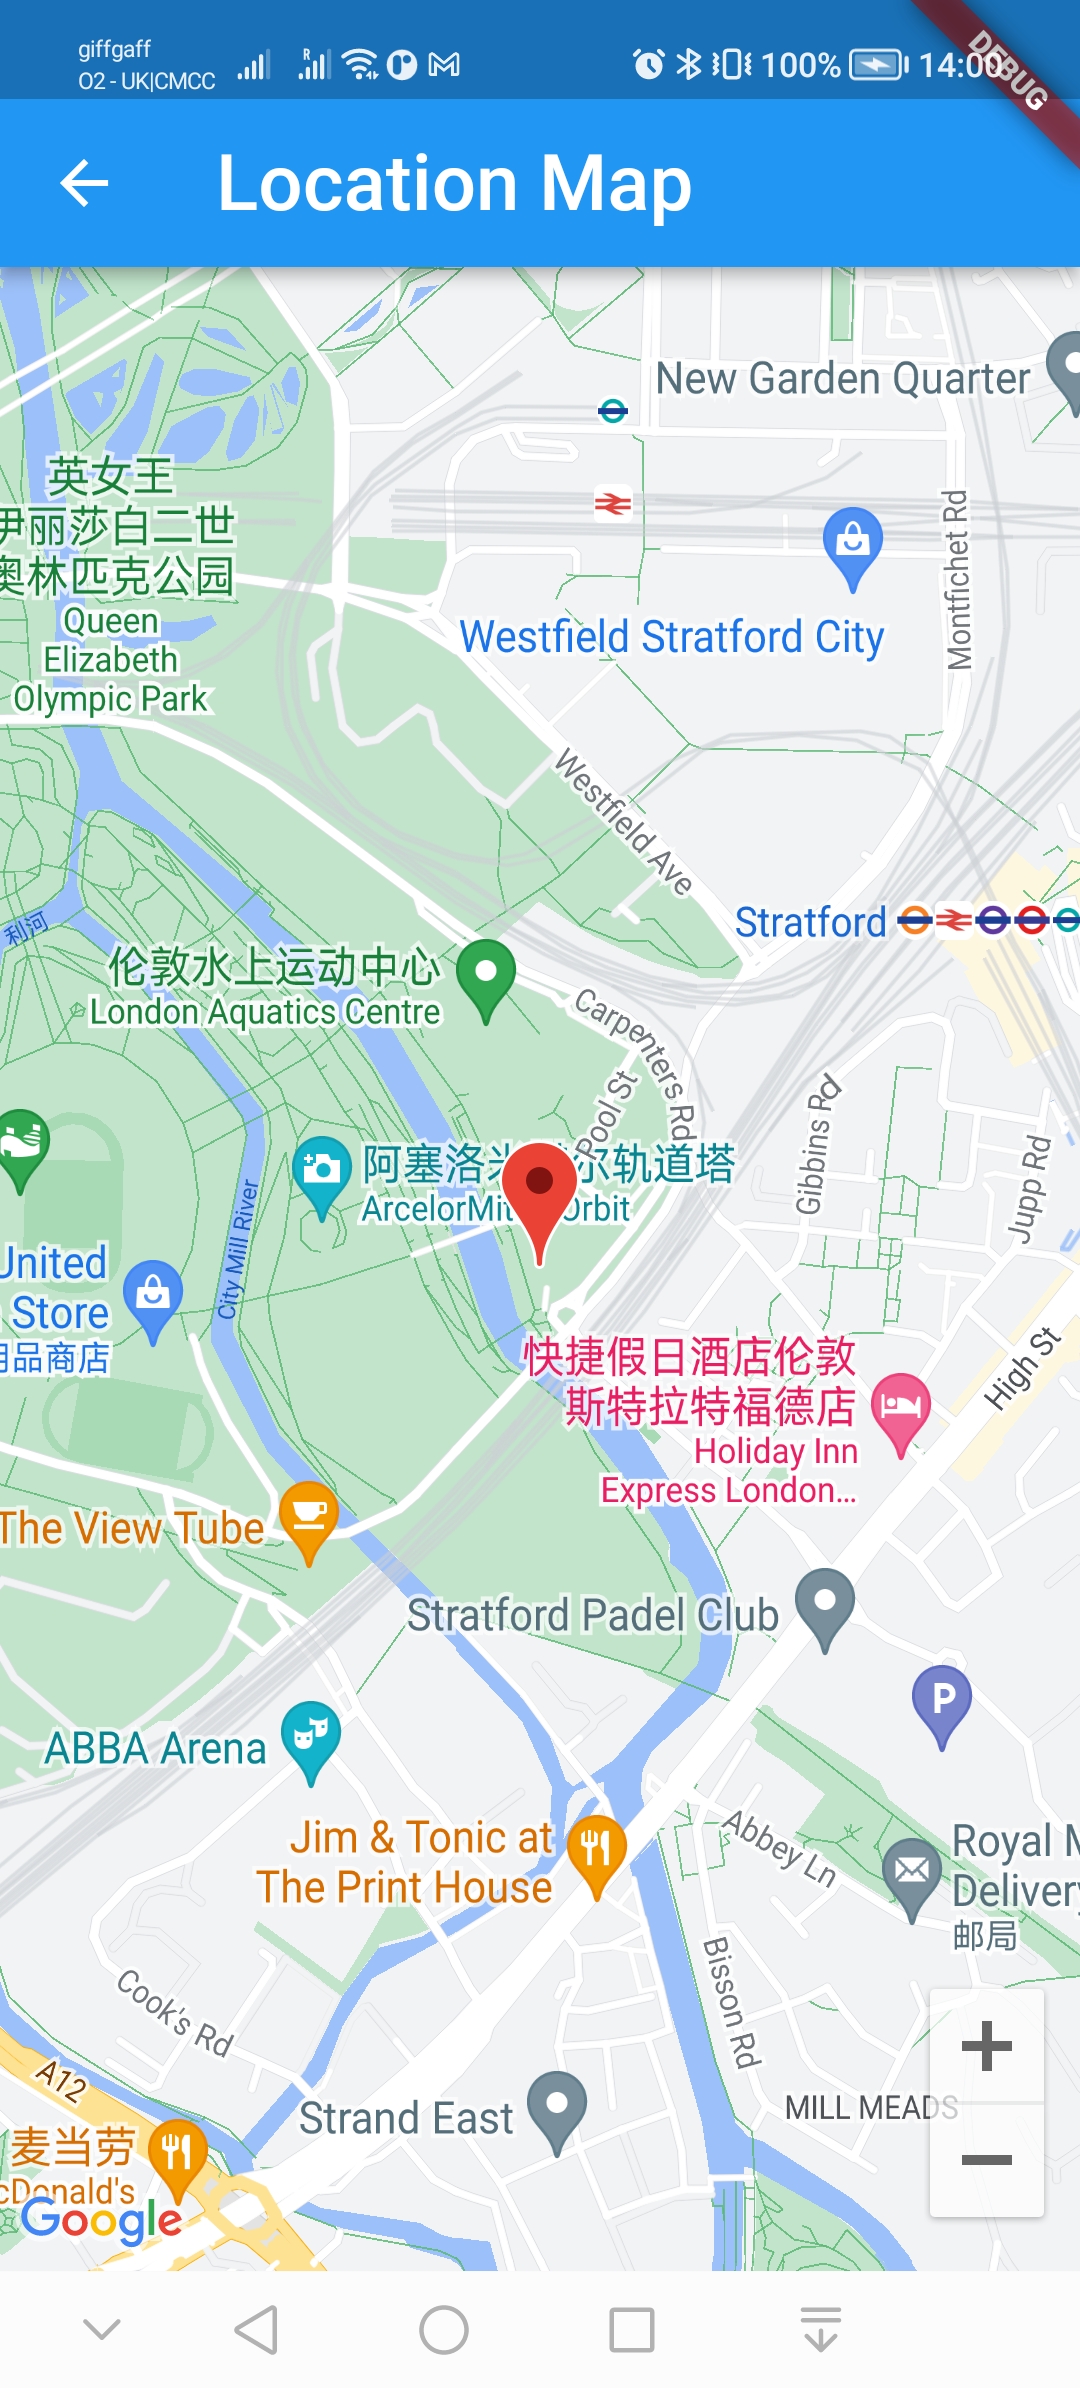 giffgaff
O2 - UK|CMCC
R
100%
14:00
DEBUG
Location Map
New Garden Quarter
英女王
伊丽莎白二世
奥林匹克公园
Queen
Elizabeth
Olympic Park
Montfichet Rd
Westfield Stratford City
Westfield Ave
Stratford
利河
伦敦水上运动中心
London Aquatics Centre
Carpenters Rd
Pool St
Gibbins Rd
Jupp Rd
阿塞洛米 尔轨道塔
ArcelorMit Orbit
City Mill River
United
Store
用品商店
快捷假日酒店伦敦
斯特拉特福德店
Holiday Inn
Express London...
High St
The View Tube
Stratford Padel Club
P
ABBA Arena
Jim & Tonic at
The Print House
Abbey Ln
Royal M
Delivery
邮局
Bisson Rd
Cook's Rd
A12
Strand East
MILL MEADS
麦当劳
cDonald's
Google